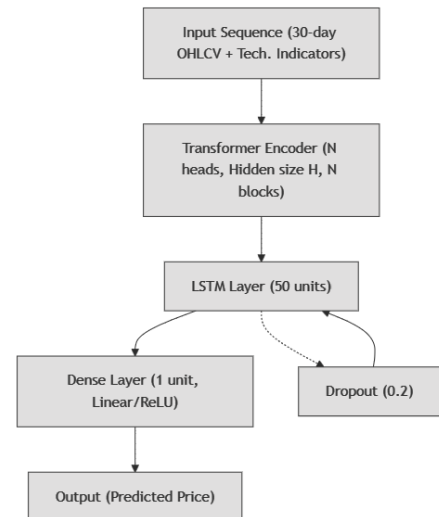 Input Sequence (30-day
OHLCV + Tech. Indicators)
Transformer Encoder (N
heads, Hidden size H, N
blocks)
LSTM Layer (50 units)
Dense Layer (1 unit,
Linear/ReLU)
Dropout (0.2)
Output (Predicted Price)